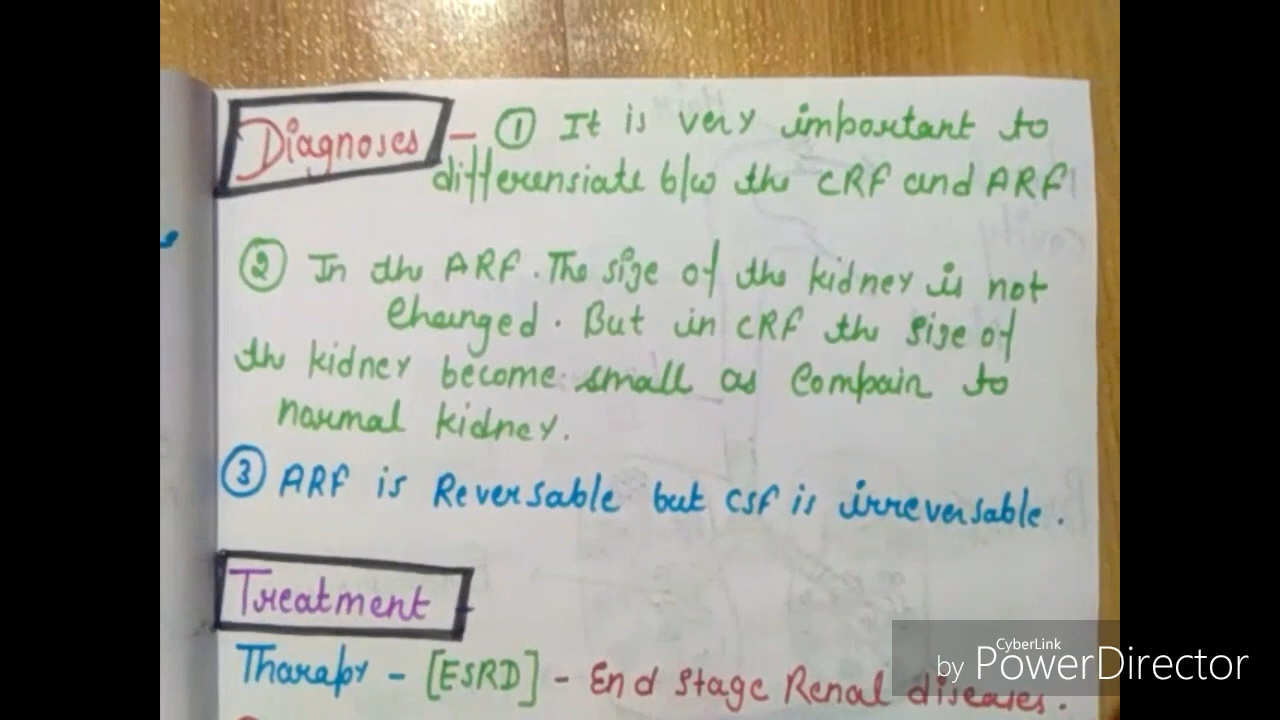 Diagnoses - ① It is very important to
differensiate b/w the CRF and ARF
② In the ARF. The size of the kidney is not
Changed. But in CRF the size of
the kidney become small as Compair to
normal kidney.
③ ARF is Reversable but CSF is irreversable.
Treatment -
Tharapy - [ESRD] - End Stage Renal diseases.
CyberLink
by PowerDirector